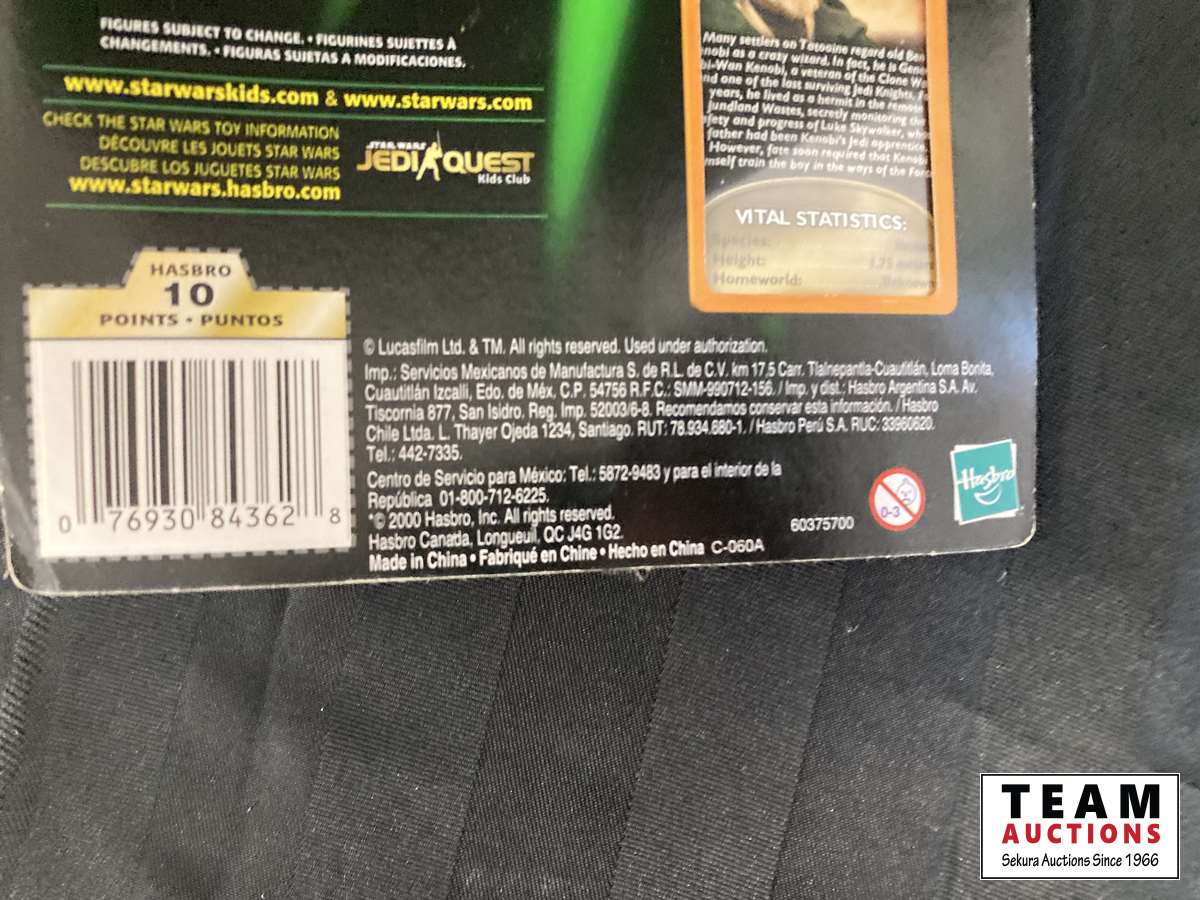 FIGURES SUBJECT TO CHANGE. • FIGURINES SUJETTES À
CHANGEMENTS. • FIGURAS SUJETAS A MODIFICACIONES.
www.starwarskids.com & www.starwars.com
CHECK THE STAR WARS TOY INFORMATION
DÉCOUVRE LES JOUETS STAR WARS
DESCUBRE LOS JUGUETES STAR WARS
www.starwars.hasbro.com
STAR WARS
JEDI QUEST
Kids Club
Many settlers on Tatooine regard old Ben
enobi as a crazy wizard. In fact, he is Gene
bi-Wan Kenobi, a veteran of the Clone W
nd one of the last surviving Jedi Knights.
years, he lived as a hermit in the remote
Jundland Wastes, secretly monitoring the
afety and progress of Luke Skywalker, who
father had been Kenobi's Jedi apprentice
However, fate soon required that Kenobi
mself train the boy in the ways of the Forc
VITAL STATISTICS:
Species:
Height:
Homeworld: Unknown
HASBRO
10
POINTS • PUNTOS
0 76930 84362 8
© Lucasfilm Ltd. & TM. All rights reserved. Used under authorization.
Imp.: Servicios Mexicanos de Manufactura S. de R.L. de C.V. km 17.5 Carr. Tlalnepantla-Cuautitlán, Loma Bonita,
Cuautitlán Izcalli, Edo. de Méx. C.P. 54756 R.F.C.: SMM-990712-156. / Imp. y dist.: Hasbro Argentina S.A. Av.
Tiscornia 877, San Isidro. Reg. Imp. 52003/6-8. Recomendamos conservar esta información. / Hasbro
Chile Ltda. L. Thayer Ojeda 1234, Santiago. RUT: 78.934.680-1. / Hasbro Perú S.A. RUC: 33960620.
Tel.: 442-7335.
Centro de Servicio para México: Tel.: 5872-9483 y para el interior de la
República 01-800-712-6225.
*© 2000 Hasbro, Inc. All rights reserved.
Hasbro Canada, Longueuil, QC J4G 1G2.
Made in China • Fabriqué en Chine • Hecho en China C-060A
60375700
0-3
Hasbro
TEAM
AUCTIONS
Sekura Auctions Since 1966